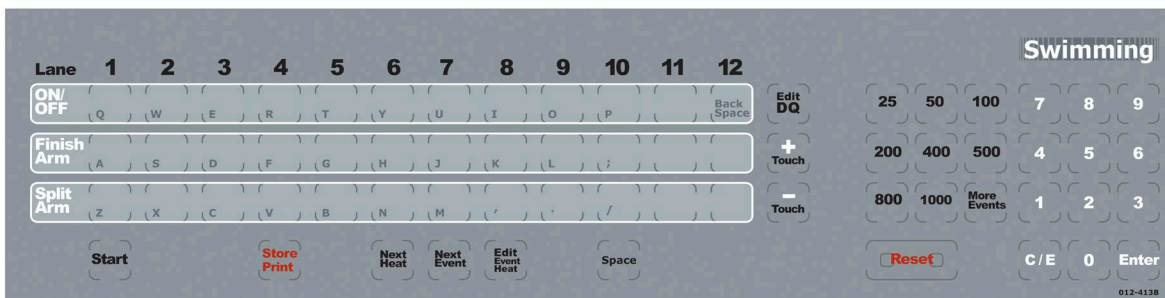 Swimming
Lane 1 2 3 4 5 6 7 8 9 10 11 12
ON/
OFF
Q W E R T Y U I O P Back
Space
Edit
DQ
25 50 100 7 8 9
Finish
Arm
A S D F G H J K L ;
+
Touch
200 400 500 4 5 6
Split
Arm
Z X C V B N M , . /
−
Touch
800 1000 More
Events
1 2 3
Start
Store
Print
Next
Heat
Next
Event
Edit
Event
Heat
Space
Reset
C/E 0 Enter
012-413B